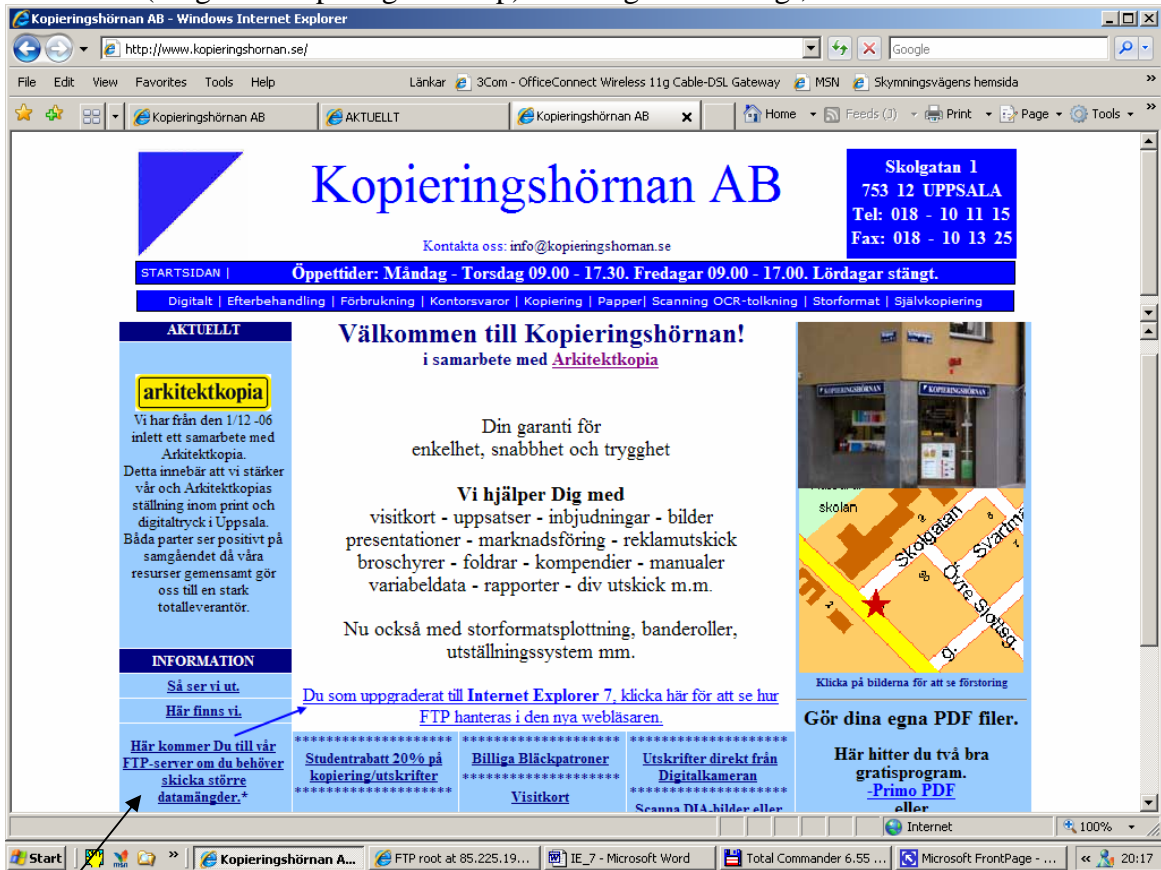 Kopieringshörnan AB - Windows Internet Explorer
http://www.kopieringshornan.se/
Google
File Edit View Favorites Tools Help
Länkar 3Com - OfficeConnect Wireless 11g Cable-DSL Gateway MSN Skymningsvägens hemsida »
Kopieringshörnan AB AKTUELLT Kopieringshörnan AB Home Feeds (J) Print Page Tools »
Kopieringshörnan AB
Kontakta oss: info@kopieringshornan.se
Skolgatan 1
753 12 UPPSALA
Tel: 018 - 10 11 15
Fax: 018 - 10 13 25
STARTSIDAN | Öppettider: Måndag - Torsdag 09.00 - 17.30. Fredagar 09.00 - 17.00. Lördagar stängt.
Digitalt | Efterbehandling | Förbrukning | Kontorsvaror | Kopiering | Papper| Scanning OCR-tolkning | Storformat | Självkopiering
AKTUELLT
arkitektkopia
Vi har från den 1/12 -06
inlett ett samarbete med
Arkitektkopia.
Detta innebär att vi stärker
vår och Arkitektkopias
ställning inom print och
digitaltryck i Uppsala.
Båda parter ser positivt på
samgåendet då våra
resurser gemensamt gör
oss till en stark
totalleverantör.
INFORMATION
Så ser vi ut.
Här finns vi.
Här kommer Du till vår
FTP-server om du behöver
skicka större
datamängder.*
Välkommen till Kopieringshörnan!
i samarbete med Arkitektkopia
Din garanti för
enkelhet, snabbhet och trygghet
Vi hjälper Dig med
visitkort - uppsatser - inbjudningar - bilder
presentationer - marknadsföring - reklamutskick
broschyrer - foldrar - kompendier - manualer
variabeldata - rapporter - div utskick m.m.
Nu också med storformatsplottning, banderoller,
utställningssystem mm.
Du som uppgraderat till Internet Explorer 7, klicka här för att se hur
FTP hanteras i den nya webläsaren.
********************
Studentrabatt 20% på
kopiering/utskrifter
********************
********************
Billiga Bläckpatroner
********************
Visitkort
********************
Utskrifter direkt från
Digitalkameran
********************
Scanna DIA-bilder eller
KOPIERINGSHÖRNAN KOPIERINGSHÖRNAN
skolan
Skolgatan
Svartm
Övre Slottsg.
G:
Klicka på bilderna för att se förstoring
Gör dina egna PDF filer.
Här hitter du två bra
gratisprogram.
-Primo PDF
eller
Internet 100%
Start » Kopieringshörnan A... FTP root at 85.225.19... IE_7 - Microsoft Word Total Commander 6.55 ... Microsoft FrontPage - ... « 20:17